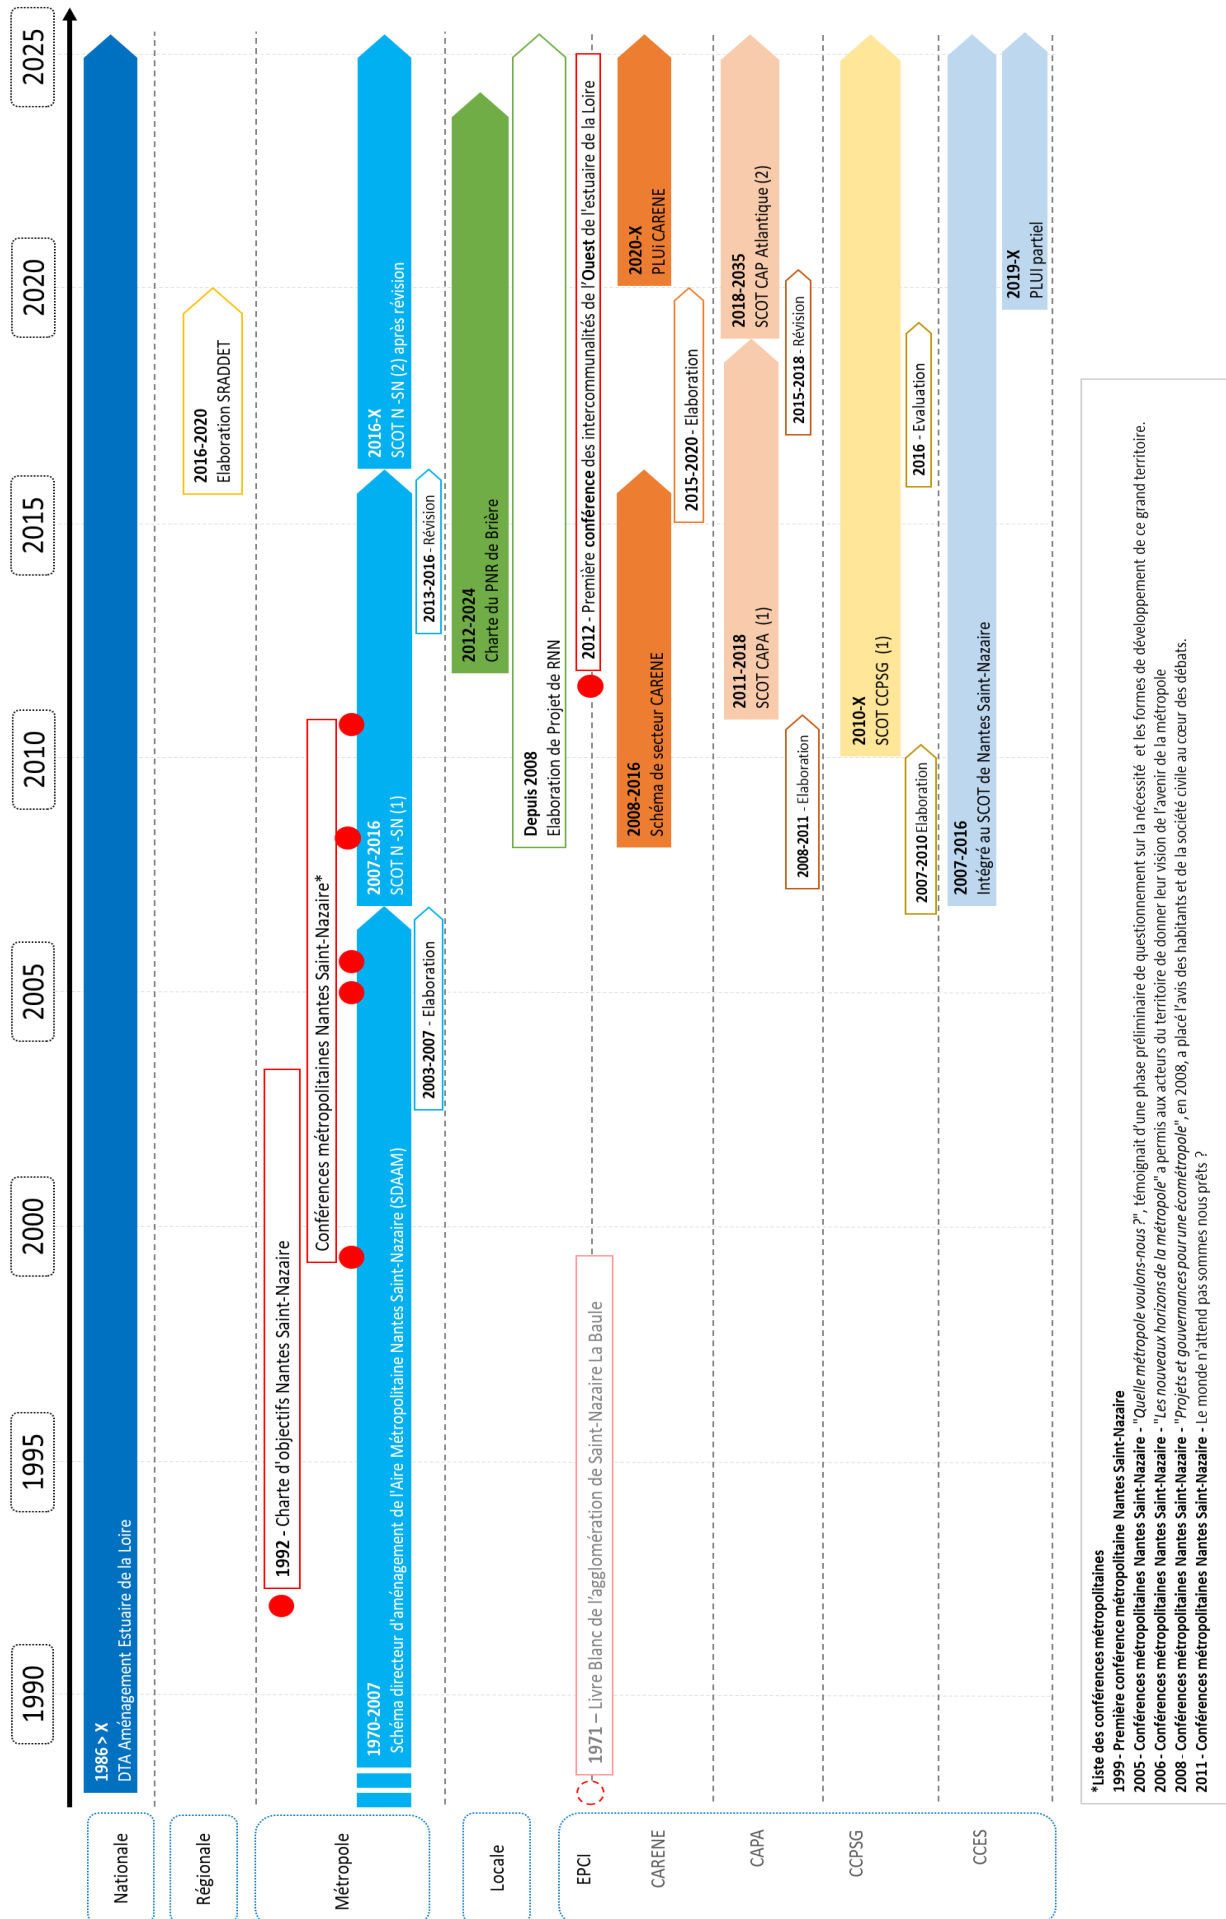 1990
1995
2000
2005
2010
2015
2020
2025
Nationale
1986 > X
DTA Aménagement Estuaire de la Loire
Régionale
2016-2020
Elaboration SRADDET
Métropole
1992 - Charte d'objectifs Nantes Saint-Nazaire
Conférences métropolitaines Nantes Saint-Nazaire*
1970-2007
Schéma directeur d'aménagement de l'Aire Métropolitaine Nantes Saint-Nazaire (SDAAM)
2007-2016
SCOT N -SN (1)
2016-X
SCOT N -SN (2) après révision
2003-2007 - Elaboration
2013-2016 - Révision
Locale
2012-2024
Charte du PNR de Brière
Depuis 2008
Elaboration de Projet de RNN
EPCI
1971 – Livre Blanc de l'agglomération de Saint-Nazaire La Baule
2012 - Première conférence des intercommunalités de l'Ouest de l'estuaire de la Loire
CARENE
2008-2016
Schéma de secteur CARENE
2020-X
PLUi CARENE
2015-2020 - Elaboration
CAPA
2011-2018
SCOT CAPA (1)
2018-2035
SCOT CAP Atlantique (2)
2008-2011 - Elaboration
2015-2018 - Révision
CCPSG
2010-X
SCOT CCPSG (1)
2007-2010 Elaboration
2016 - Evaluation
CCES
2007-2016
Intégré au SCOT de Nantes Saint-Nazaire
2019-X
PLUI partiel
*Liste des conférences métropolitaines
1999 - Première conférence métropolitaine Nantes Saint-Nazaire
2005 - Conférences métropolitaines Nantes Saint-Nazaire - "Quelle métropole voulons-nous ?", témoignait d'une phase préliminaire de questionnement sur la nécessité et les formes de développement de ce grand territoire.
2006 - Conférences métropolitaines Nantes Saint-Nazaire - "Les nouveaux horizons de la métropole" a permis aux acteurs du territoire de donner leur vision de l'avenir de la métropole
2008 - Conférences métropolitaines Nantes Saint-Nazaire - "Projets et gouvernances pour une écométropole", en 2008, a placé l'avis des habitants et de la société civile au cœur des débats.
2011 - Conférences métropolitaines Nantes Saint-Nazaire - Le monde n'attend pas sommes nous prêts ?